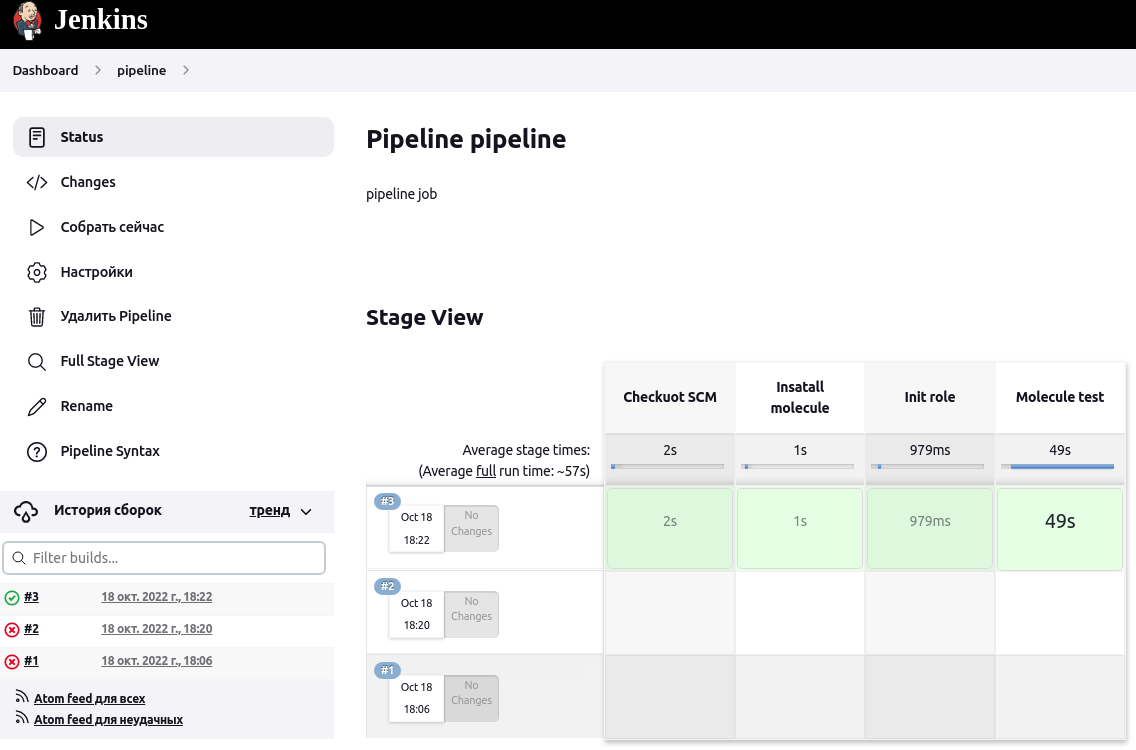 Jenkins
Dashboard
pipeline
Status
Changes
Собрать сейчас
Настройки
Удалить Pipeline
Full Stage View
Rename
Pipeline Syntax
История сборок
тренд
Filter builds...
#3 18 окт. 2022 г., 18:22
#2 18 окт. 2022 г., 18:20
#1 18 окт. 2022 г., 18:06
Atom feed для всех
Atom feed для неудачных
Pipeline pipeline
pipeline job
Stage View
Checkuot SCM
Insatall
molecule
Init role
Molecule test
Average stage times:
(Average full run time: ~57s)
2s
1s
979ms
49s
#3
Oct 18
18:22
No
Changes
2s
1s
979ms
49s
#2
Oct 18
18:20
No
Changes
#1
Oct 18
18:06
No
Changes